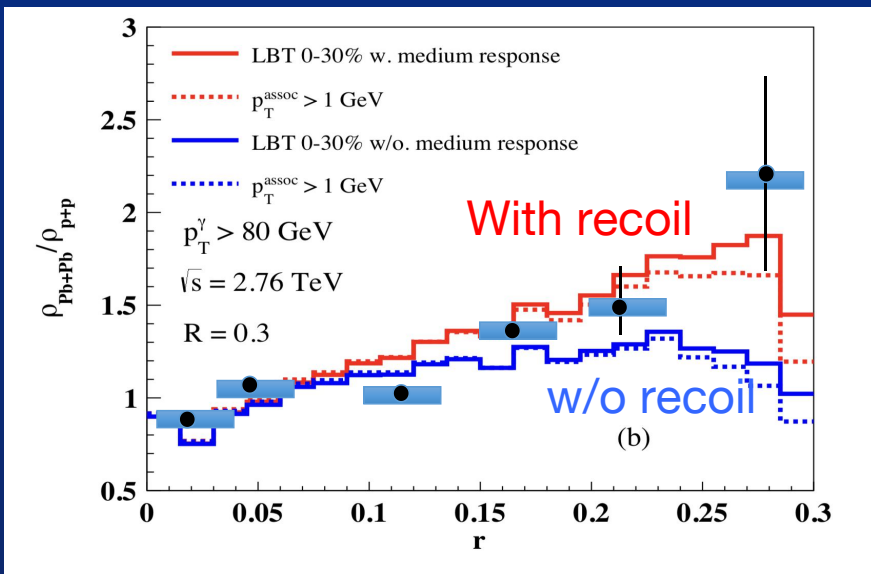 3
2.5
2
1.5
1
0.5
ρ_Pb+Pb/ρ_p+p
LBT 0-30% w. medium response
p_T^assoc > 1 GeV
LBT 0-30% w/o. medium response
p_T^assoc > 1 GeV
p_T^γ > 80 GeV
√s = 2.76 TeV
R = 0.3
With recoil
w/o recoil
(b)
0 0.05 0.1 0.15 0.2 0.25 0.3
r